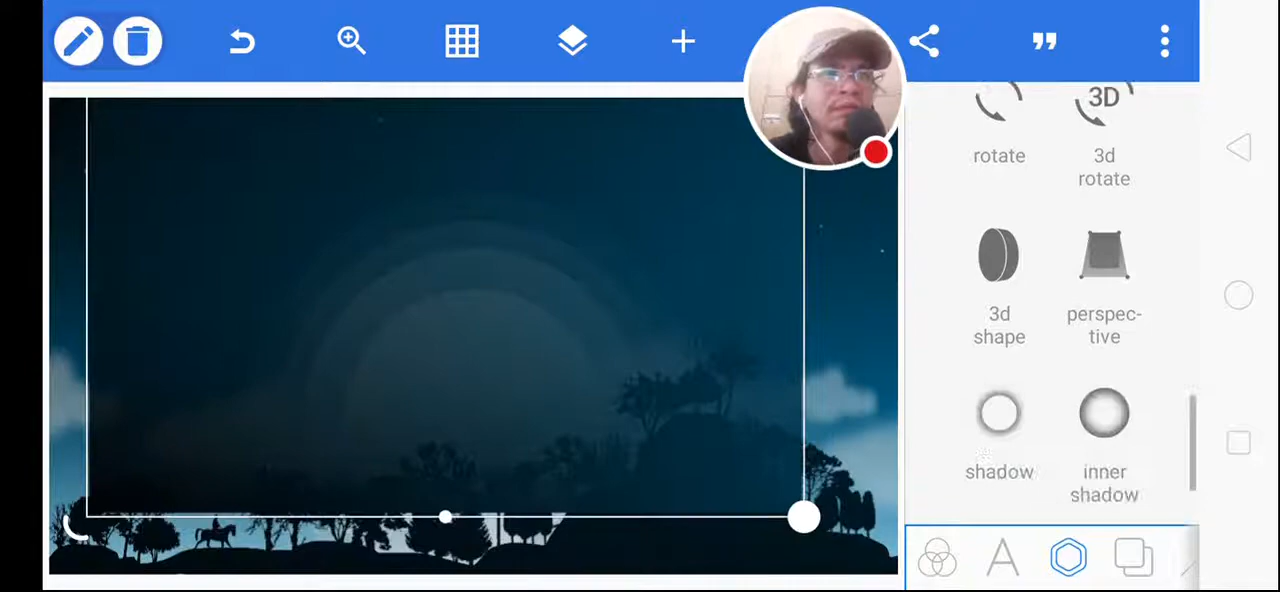 3D
rotate
3d
rotate
3d
shape
perspec-
tive
shadow
inner
shadow
A